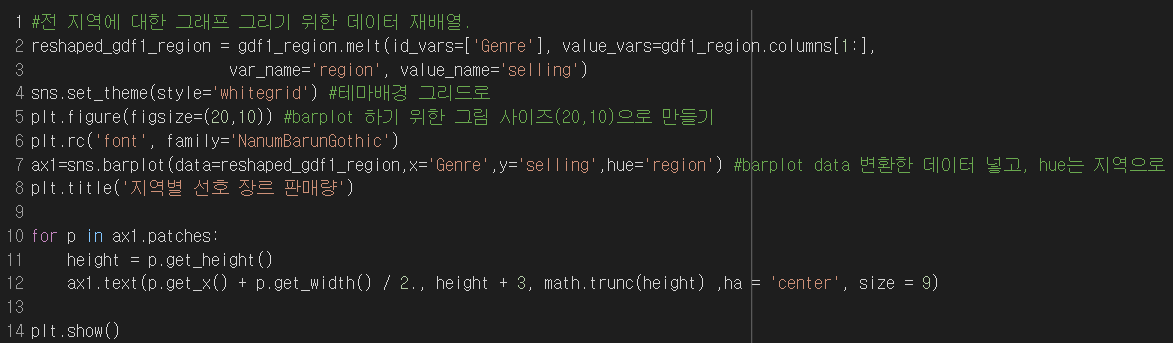 1 #전 지역에 대한 그래프 그리기 위한 데이터 재배열.
2 reshaped_gdf1_region = gdf1_region.melt(id_vars=['Genre'], value_vars=gdf1_region.columns[1:],
3                       var_name='region', value_name='selling')
4 sns.set_theme(style='whitegrid') #테마배경 그리드로
5 plt.figure(figsize=(20,10)) #barplot 하기 위한 그림 사이즈(20,10)으로 만들기
6 plt.rc('font', family='NanumBarunGothic')
7 ax1=sns.barplot(data=reshaped_gdf1_region,x='Genre',y='selling',hue='region') #barplot data 변환한 데이터 넣고, hue는 지역으로
8 plt.title('지역별 선호 장르 판매량')
9
10 for p in ax1.patches:
11     height = p.get_height()
12     ax1.text(p.get_x() + p.get_width() / 2., height + 3, math.trunc(height) ,ha = 'center', size = 9)
13
14 plt.show()